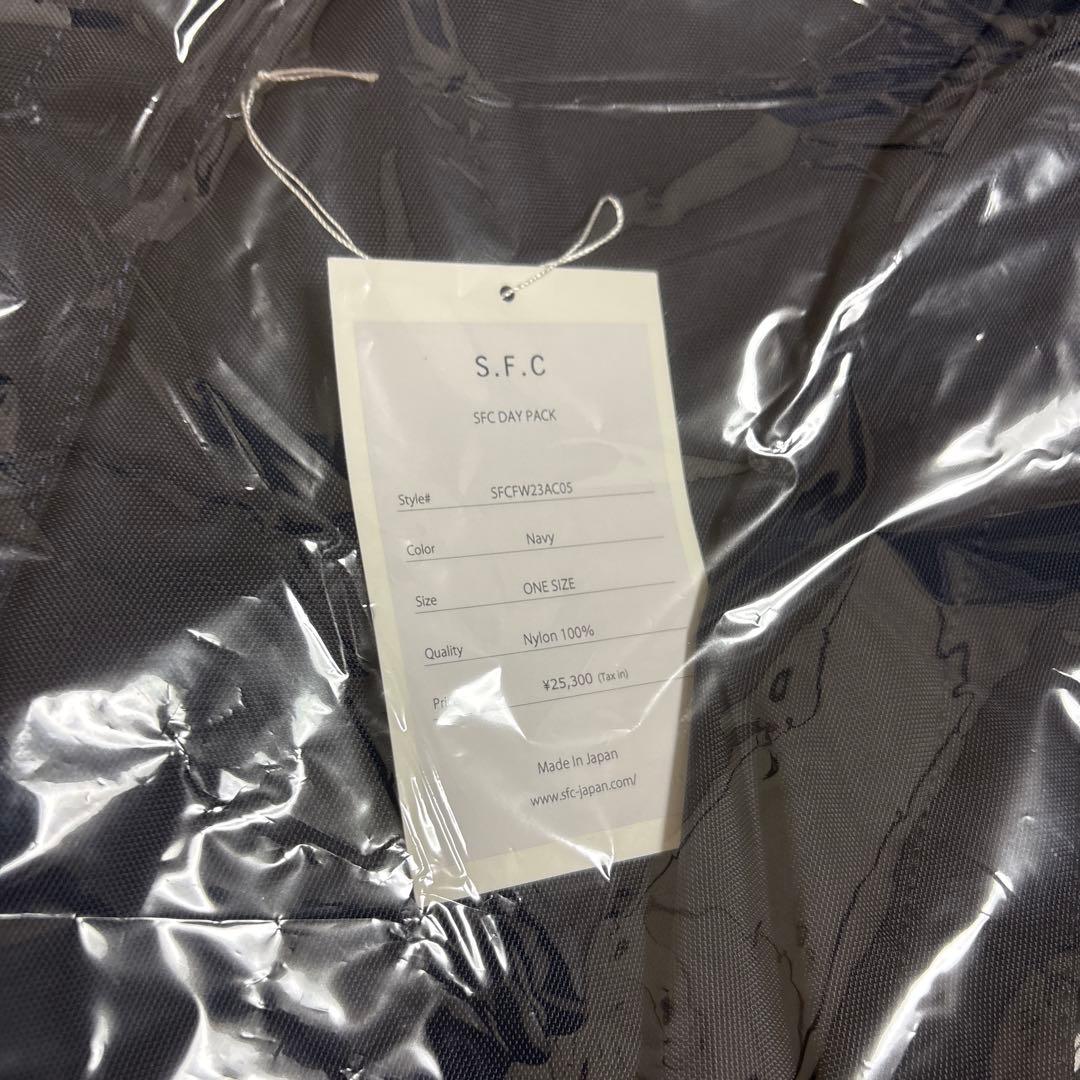 S.F.C
SFC DAY PACK
Style# SFCFW23AC05
Color Navy
Size ONE SIZE
Quality Nylon 100%
Price ¥25,300 (Tax in)
Made In Japan
www.sfc-japan.com/